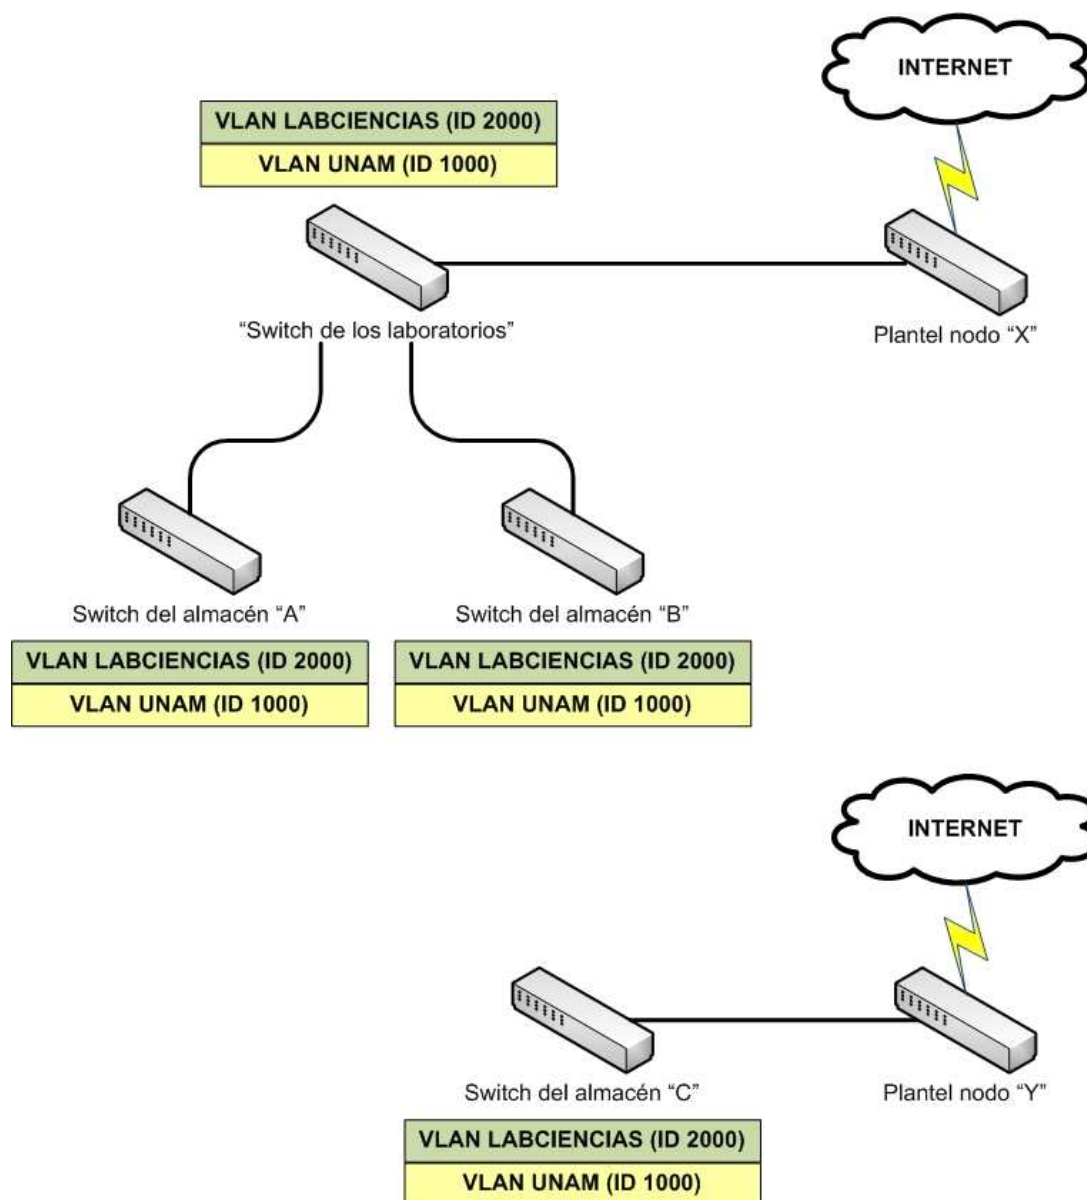 INTERNET
VLAN LABCIENCIAS (ID 2000)
VLAN UNAM (ID 1000)
“Switch de los laboratorios”
Plantel nodo “X”
Switch del almacén “A”
Switch del almacén “B”
VLAN LABCIENCIAS (ID 2000)
VLAN LABCIENCIAS (ID 2000)
VLAN UNAM (ID 1000)
VLAN UNAM (ID 1000)
INTERNET
Switch del almacén “C”
Plantel nodo “Y”
VLAN LABCIENCIAS (ID 2000)
VLAN UNAM (ID 1000)